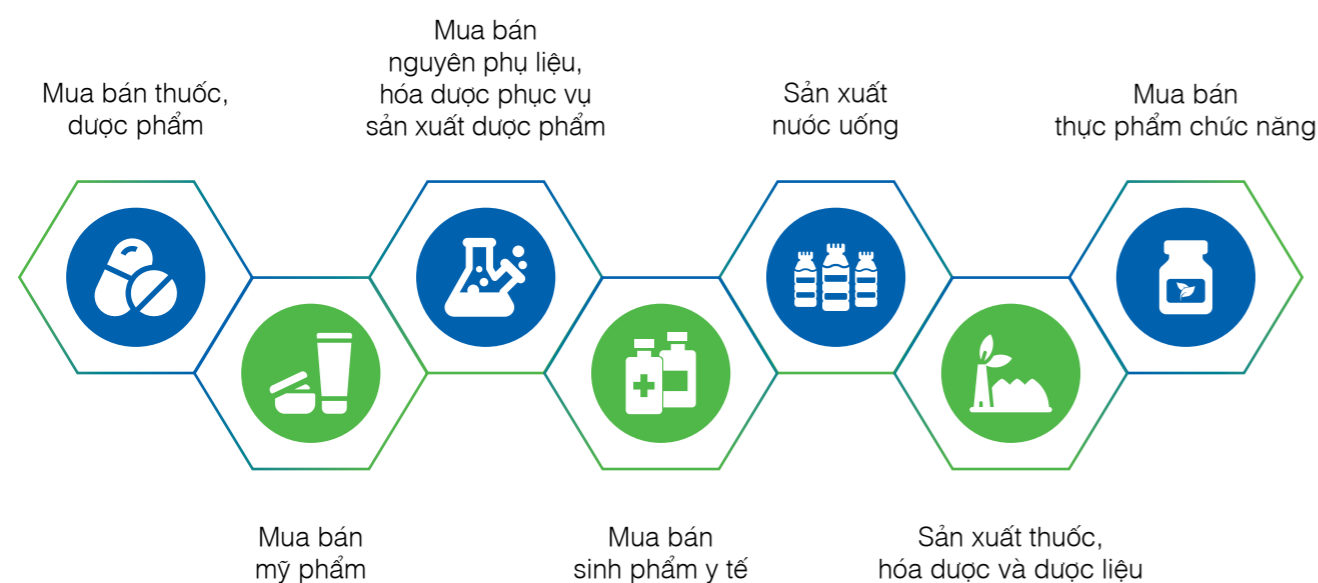 Mua bán thuốc,
dược phẩm
Mua bán
nguyên phụ liệu,
hóa dược phục vụ
sản xuất dược phẩm
Sản xuất
nước uống
Mua bán
thực phẩm chức năng
Mua bán
mỹ phẩm
Mua bán
sinh phẩm y tế
Sản xuất thuốc,
hóa dược và dược liệu